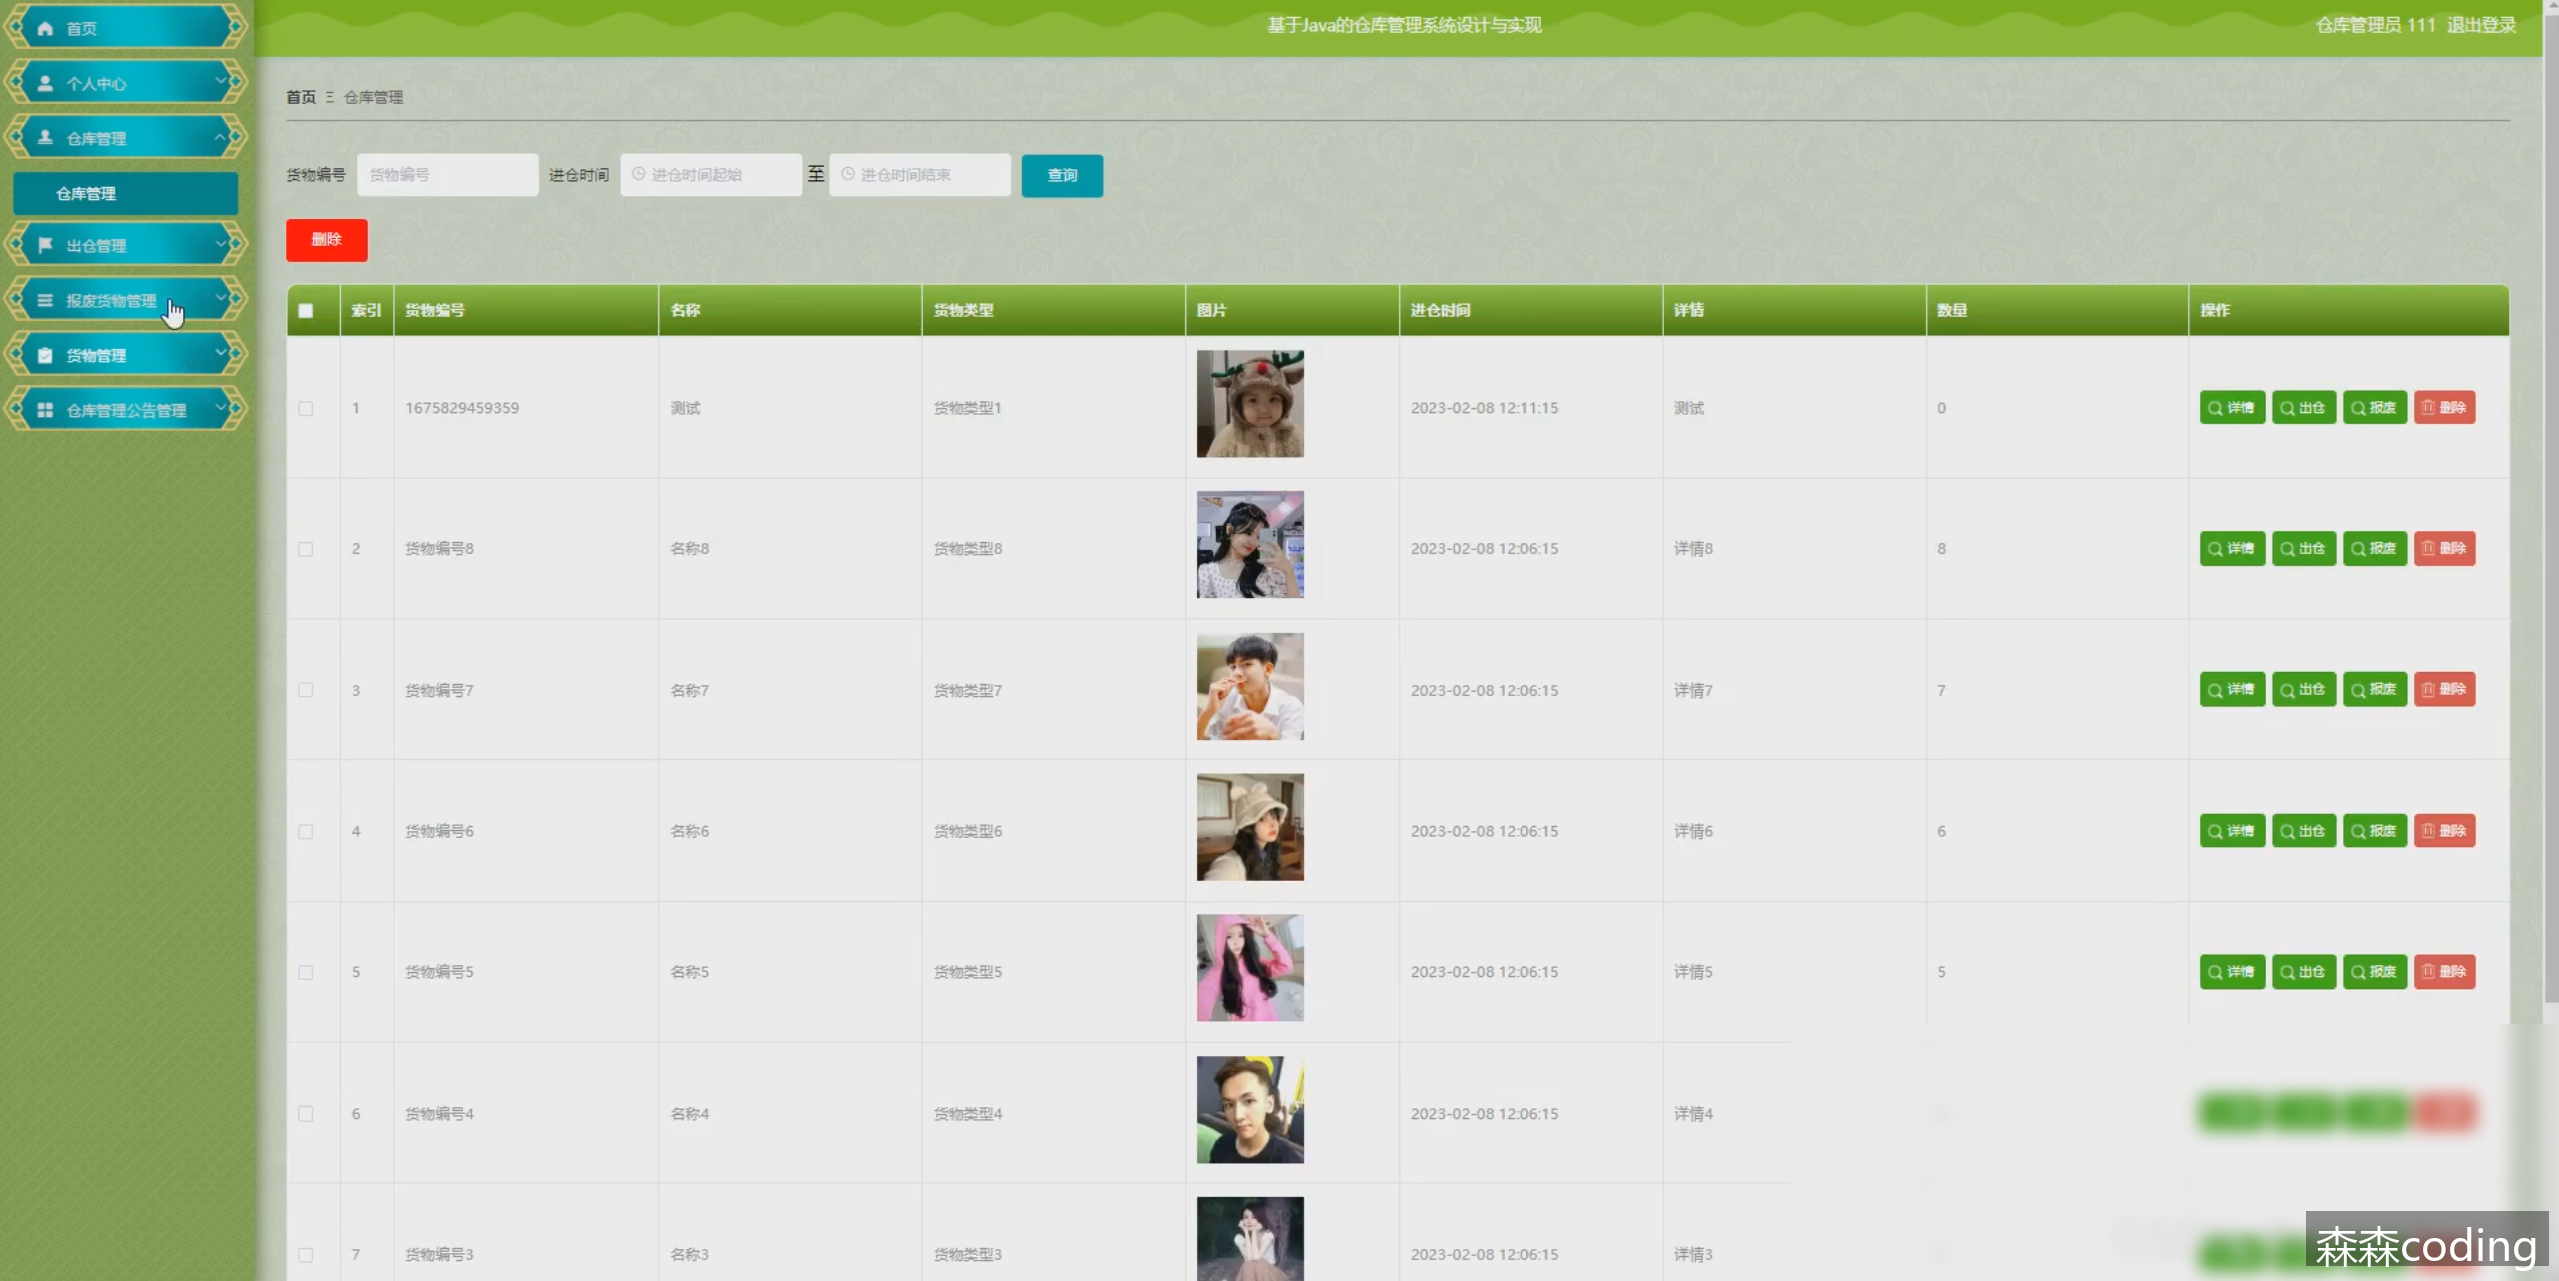 首页
个人中心
仓库管理
仓库管理
出仓管理
报废货物管理
货物管理
仓库管理公告管理
基于Java的仓库管理系统设计与实现
仓库管理员 111 退出登录
首页 Ξ 仓库管理
货物编号 货物编号 进仓时间 进仓时间起始 至 进仓时间结束 查询
删除
索引 货物编号 名称 货物类型 图片 进仓时间 详情 数量 操作
1 1675829459359 测试 货物类型1 2023-02-08 12:11:15 测试 0 详情 出仓 报废 删除
2 货物编号8 名称8 货物类型8 2023-02-08 12:06:15 详情8 8 详情 出仓 报废 删除
3 货物编号7 名称7 货物类型7 2023-02-08 12:06:15 详情7 7 详情 出仓 报废 删除
4 货物编号6 名称6 货物类型6 2023-02-08 12:06:15 详情6 6 详情 出仓 报废 删除
5 货物编号5 名称5 货物类型5 2023-02-08 12:06:15 详情5 5 详情 出仓 报废 删除
6 货物编号4 名称4 货物类型4 2023-02-08 12:06:15 详情4
7 货物编号3 名称3 货物类型3 2023-02-08 12:06:15 详情3
森森coding